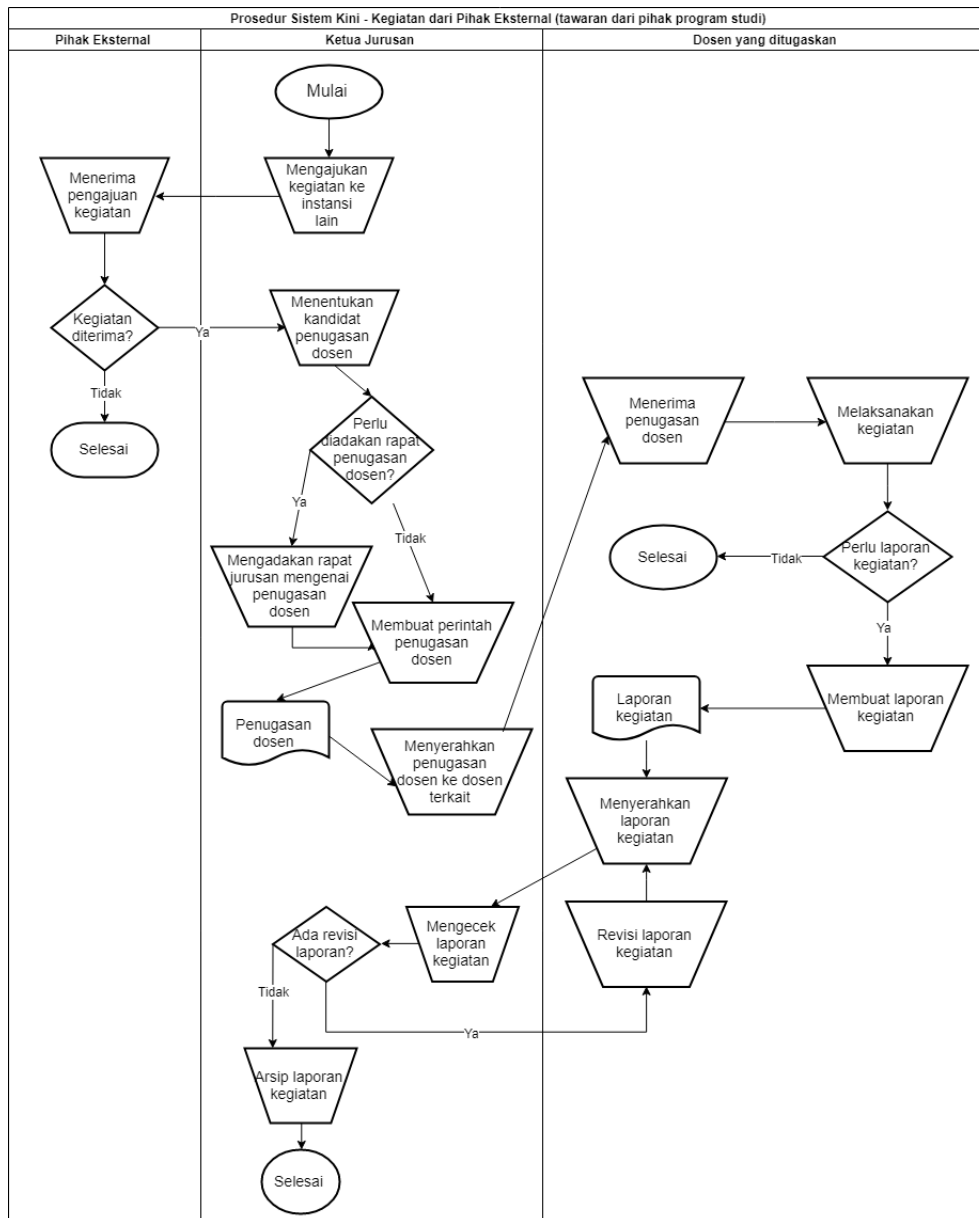 Prosedur Sistem Kini - Kegiatan dari Pihak Eksternal (tawaran dari pihak program studi)
Pihak Eksternal
Ketua Jurusan
Dosen yang ditugaskan
Mulai
Mengajukan
kegiatan ke
instansi
lain
Menerima
pengajuan
kegiatan
Kegiatan
diterima?
Ya
Tidak
Selesai
Menentukan
kandidat
penugasan
dosen
Perlu
diadakan rapat
penugasan
dosen?
Ya
Tidak
Mengadakan rapat
jurusan mengenai
penugasan
dosen
Membuat perintah
penugasan
dosen
Penugasan
dosen
Menyerahkan
penugasan
dosen ke dosen
terkait
Menerima
penugasan
dosen
Melaksanakan
kegiatan
Perlu laporan
kegiatan?
Tidak
Selesai
Ya
Membuat laporan
kegiatan
Laporan
kegiatan
Menyerahkan
laporan
kegiatan
Mengecek
laporan
kegiatan
Ada revisi
laporan?
Ya
Revisi laporan
kegiatan
Tidak
Arsip laporan
kegiatan
Selesai